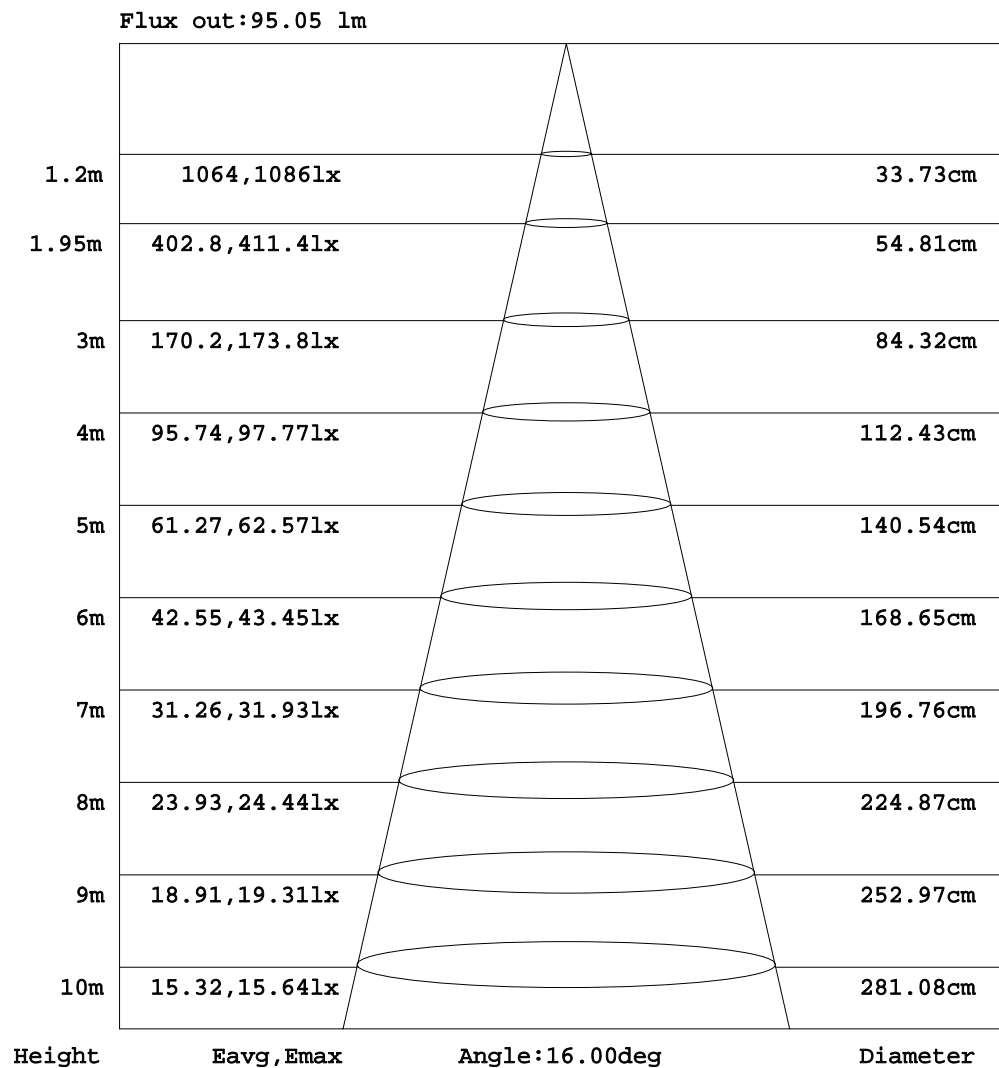 Flux out:95.05 lm
1.2m 1064,1086lx 33.73cm
1.95m 402.8,411.4lx 54.81cm
3m 170.2,173.8lx 84.32cm
4m 95.74,97.77lx 112.43cm
5m 61.27,62.57lx 140.54cm
6m 42.55,43.45lx 168.65cm
7m 31.26,31.93lx 196.76cm
8m 23.93,24.44lx 224.87cm
9m 18.91,19.31lx 252.97cm
10m 15.32,15.64lx 281.08cm
Height Eavg,Emax Angle:16.00deg Diameter